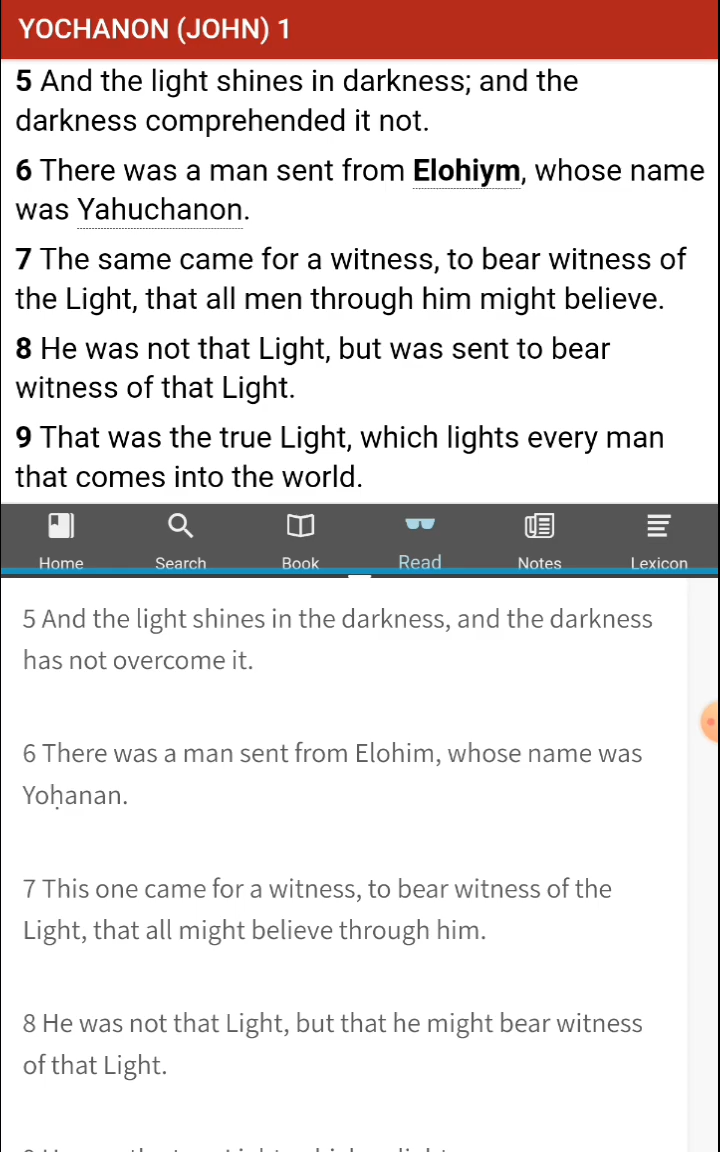 YOCHANON (JOHN) 1
5 And the light shines in darkness; and the
darkness comprehended it not.
6 There was a man sent from Elohiym, whose name
was Yahuchanon.
7 The same came for a witness, to bear witness of
the Light, that all men through him might believe.
8 He was not that Light, but was sent to bear
witness of that Light.
9 That was the true Light, which lights every man
that comes into the world.
Home Search Book Read Notes Lexicon
5 And the light shines in the darkness, and the darkness
has not overcome it.
6 There was a man sent from Elohim, whose name was
Yoḥanan.
7 This one came for a witness, to bear witness of the
Light, that all might believe through him.
8 He was not that Light, but that he might bear witness
of that Light.